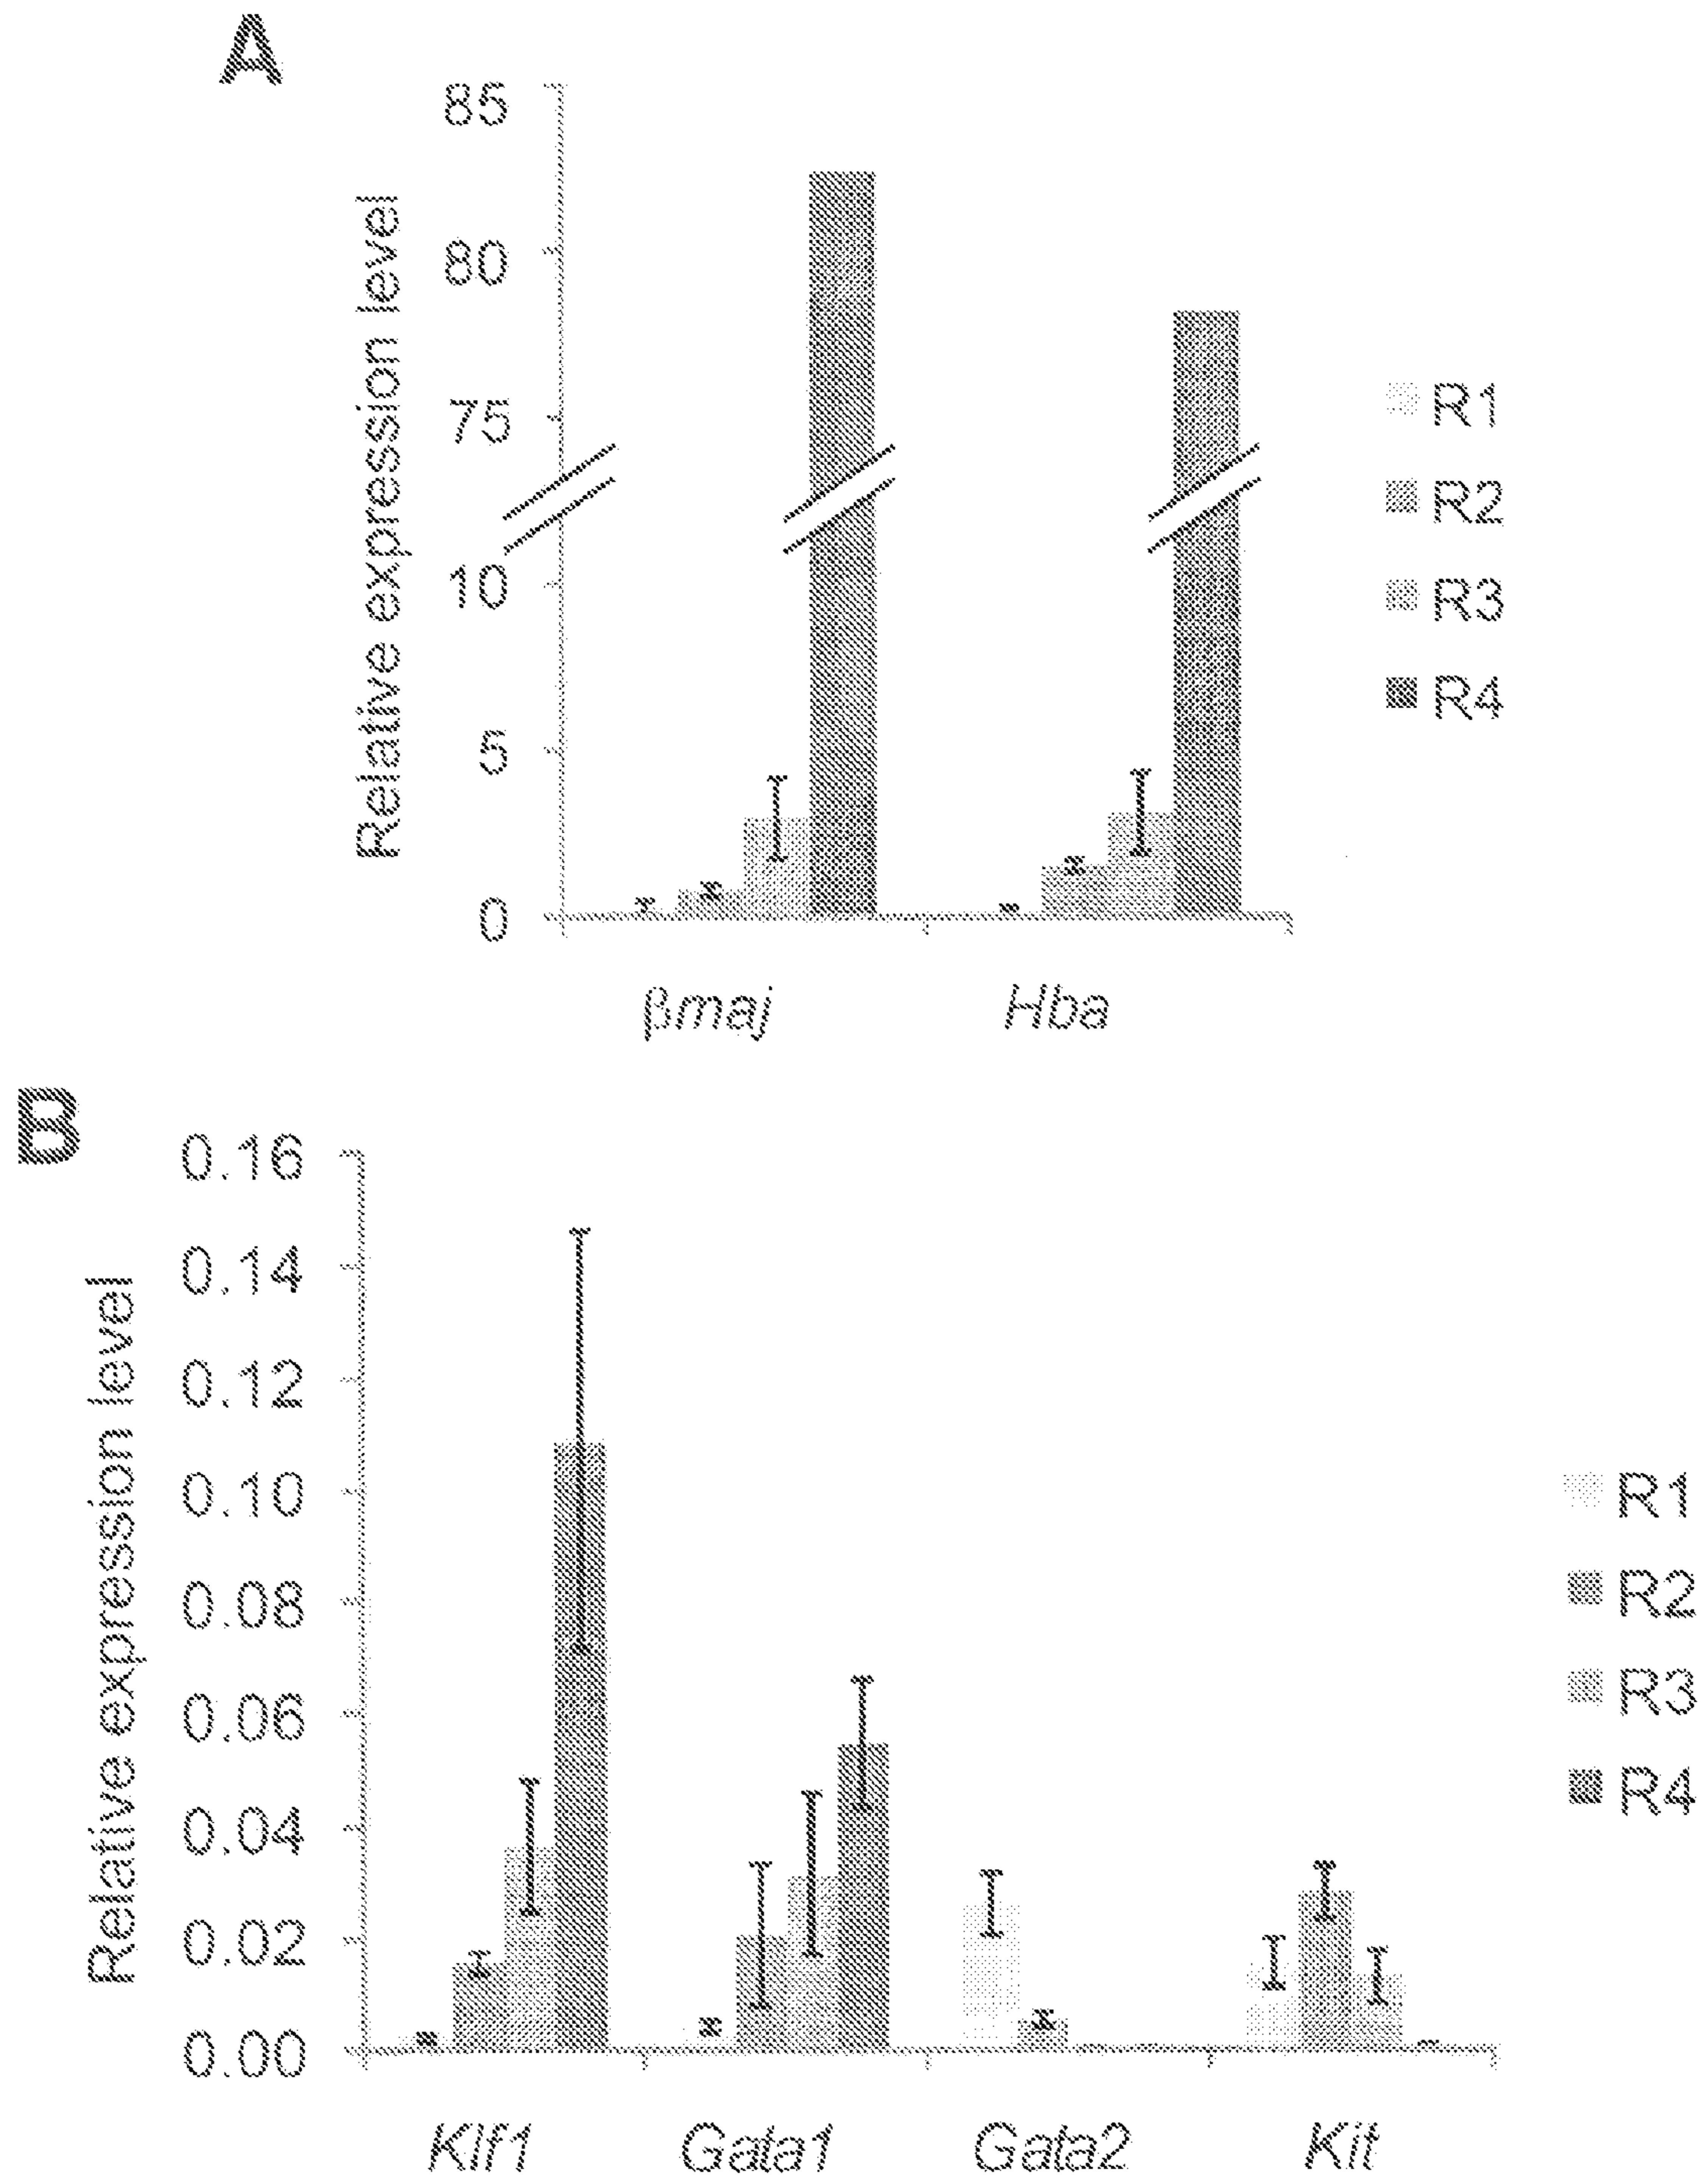 A
Relative expression level
85
80
75
10
5
0
βmaj Hba
R1
R2
R3
R4
B
Relative expression level
0.16
0.14
0.12
0.10
0.08
0.06
0.04
0.02
0.00
Klf1 Gata1 Gata2 Kit
R1
R2
R3
R4